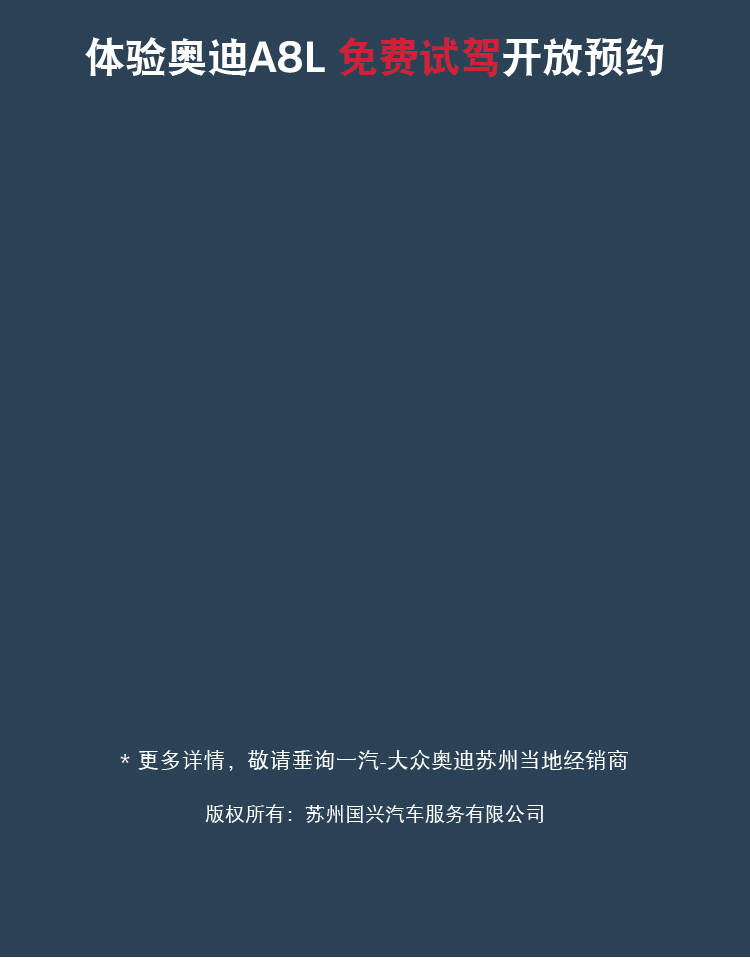 体验奥迪A8L 免费试驾开放预约
* 更多详情，敬请垂询一汽-大众奥迪苏州当地经销商
版权所有：苏州国兴汽车服务有限公司